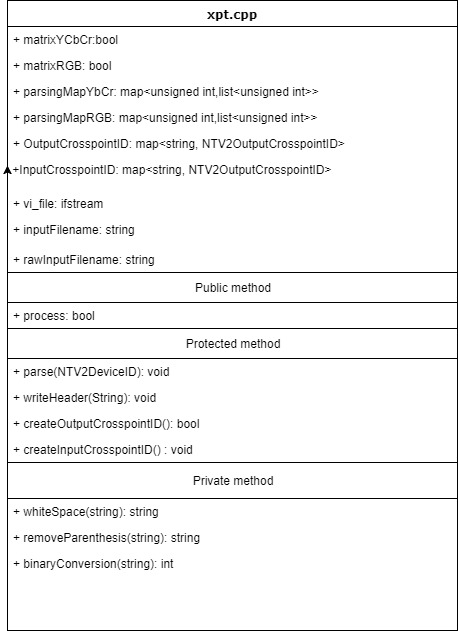 xpt.cpp
+ matrixYCbCr:bool
+ matrixRGB: bool
+ parsingMapYbCr: map<unsigned int,list<unsigned int>>
+ parsingMapRGB: map<unsigned int,list<unsigned int>>
+ OutputCrosspointID: map<string, NTV2OutputCrosspointID>
+InputCrosspointID: map<string, NTV2OutputCrosspointID>
+ vi_file: ifstream
+ inputFilename: string
+ rawInputFilename: string
Public method
+ process: bool
Protected method
+ parse(NTV2DeviceID): void
+ writeHeader(String): void
+ createOutputCrosspointID(): bool
+ createInputCrosspointID() : void
Private method
+ whiteSpace(string): string
+ removeParenthesis(string): string
+ binaryConversion(string): int